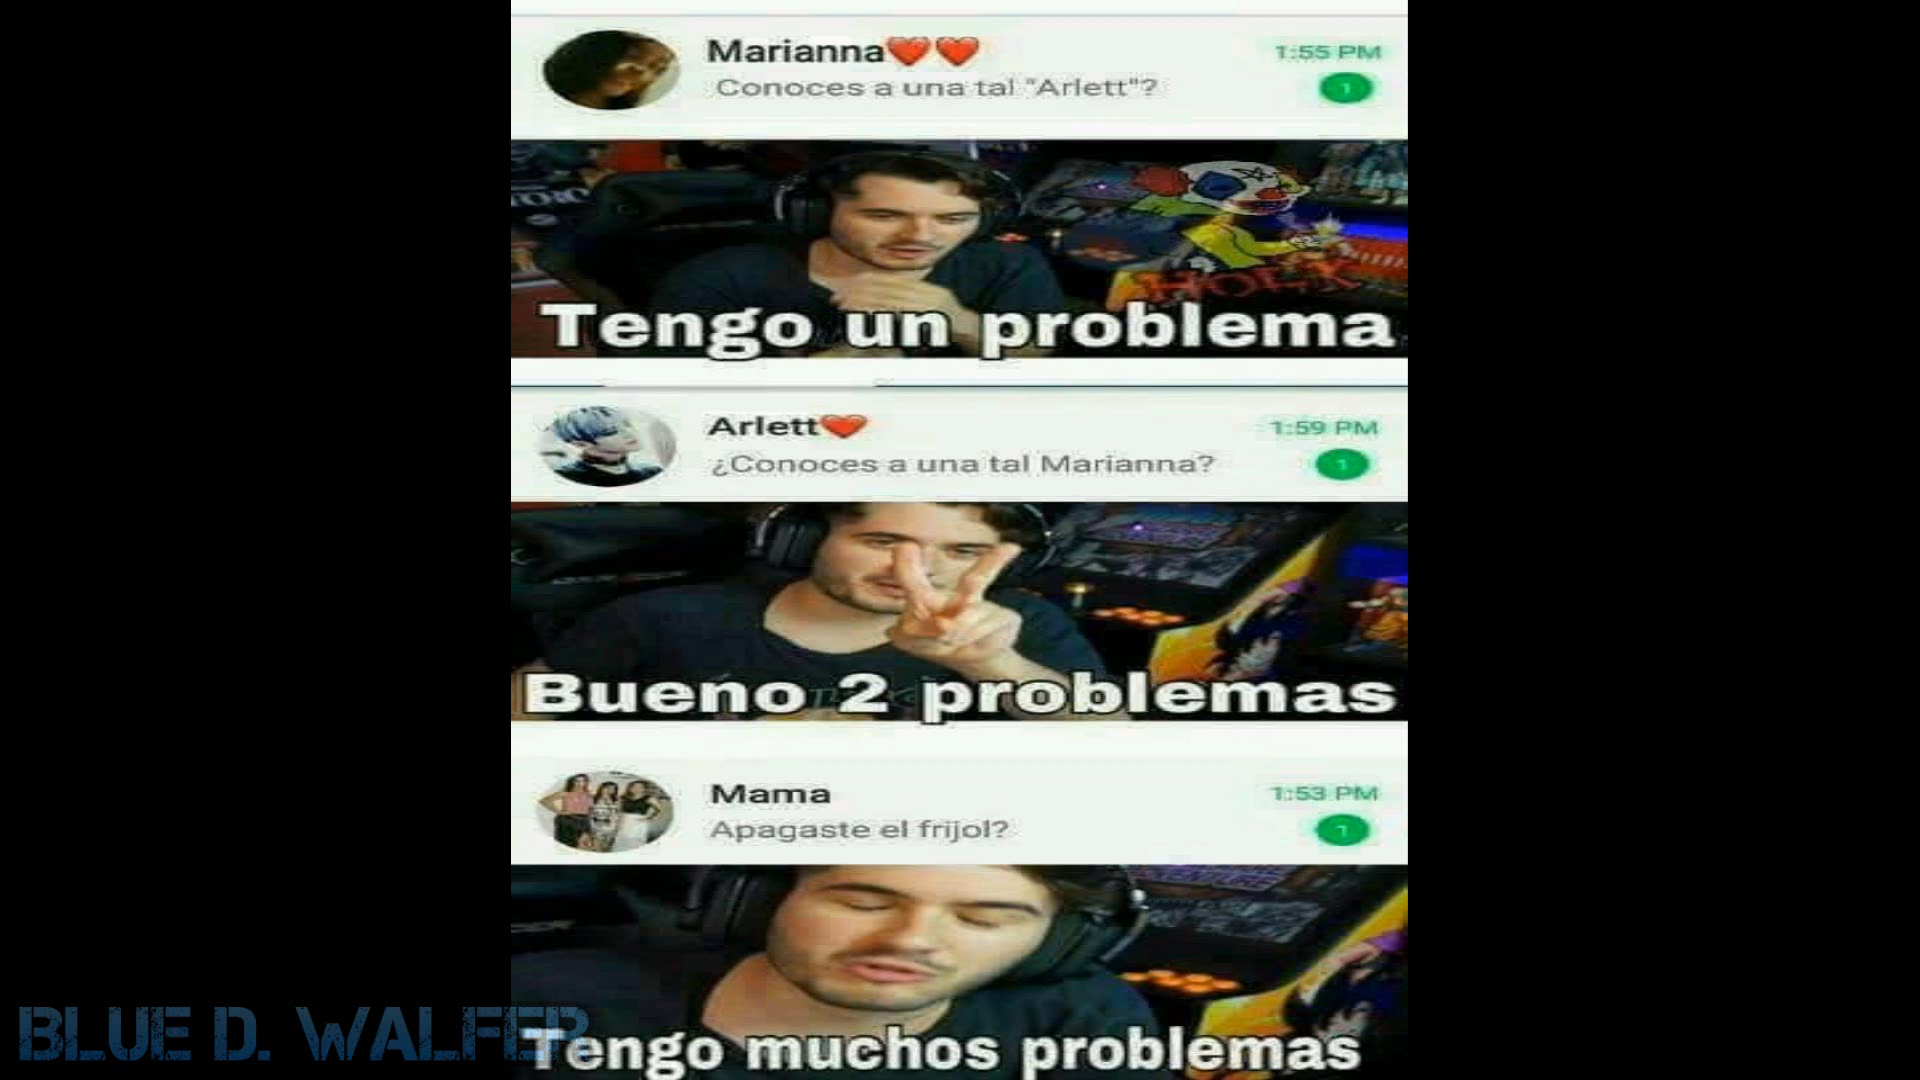 Marianna❤️❤️
1:55 PM
Conoces a una tal "Arlett"?
1
Tengo un problema
Arlett❤️
1:59 PM
¿Conoces a una tal Marianna?
1
Bueno 2 problemas
Mama
1:53 PM
Apagaste el frijol?
1
BLUE D. WALFER
Tengo muchos problemas